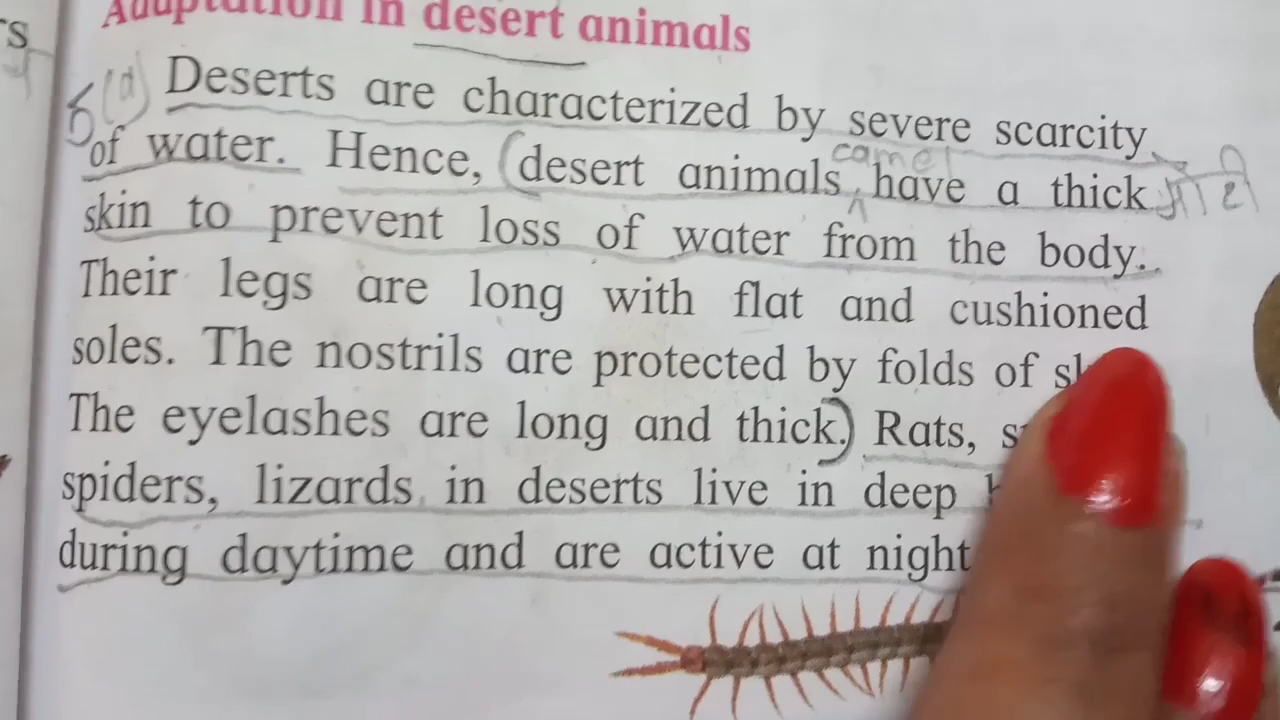 Adaptation in desert animals
5(a) Deserts are characterized by severe scarcity
of water. Hence, (desert animals, have a thick
camel
skin to prevent loss of water from the body.
Their legs are long with flat and cushioned
soles. The nostrils are protected by folds of
The eyelashes are long and thick.) Rats,
spiders, lizards in deserts live in deep
during daytime and are active at night